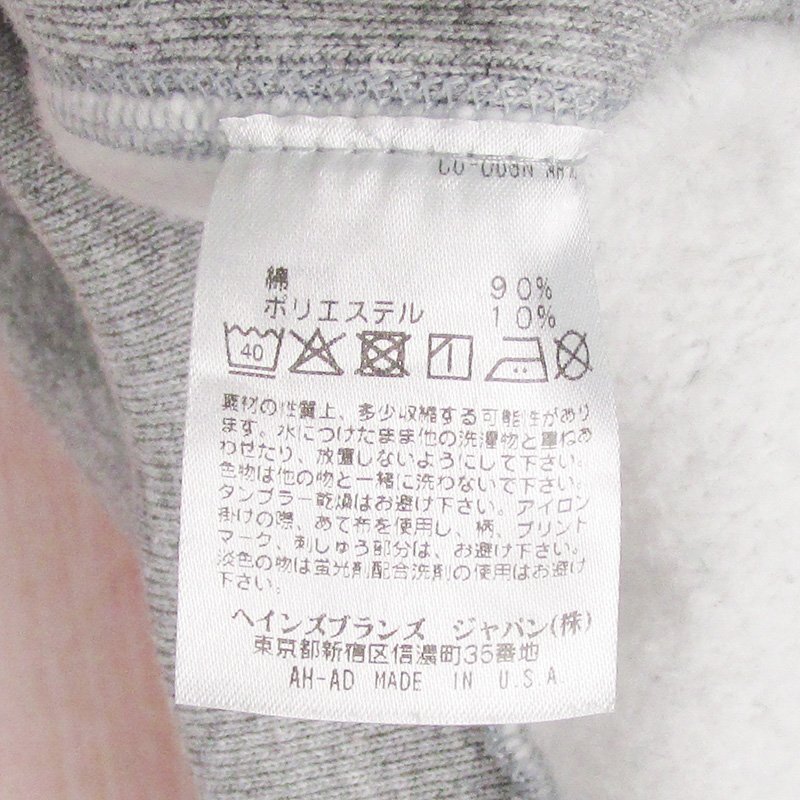 綿 90%
ポリエステル 10%
40
素材の性質上、多少収縮する可能性があり
ます。水につけたまま他の洗濯物と重ねあ
わせたり、放置しないようにして下さい。
色物は他の物と一緒に洗わないで下さい。
タンブラー乾燥はお避け下さい。アイロン
掛けの際、あて布を使用し、柄、プリント
マーク、刺しゅう部分は、お避け下さい。
淡色の物は蛍光剤配合洗剤の使用はお避け
下さい。
ヘインズブランズ ジャパン(株)
東京都新宿区信濃町35番地
AH-AD MADE IN U.S.A.